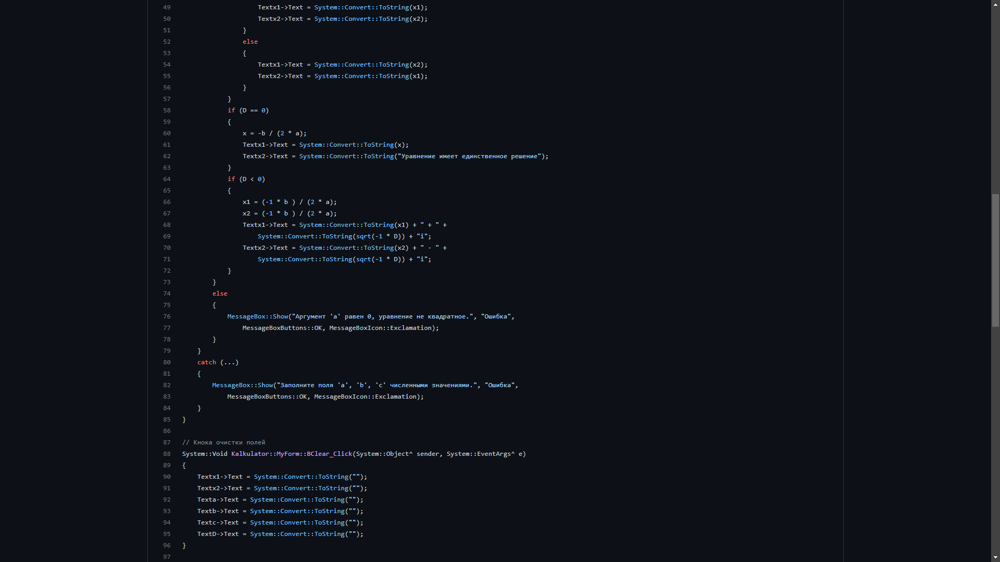 49 Textx1->Text = System::Convert::ToString(x1);
50 Textx2->Text = System::Convert::ToString(x2);
51 }
52 else
53 {
54 Textx1->Text = System::Convert::ToString(x2);
55 Textx2->Text = System::Convert::ToString(x1);
56 }
57 }
58 if (D == 0)
59 {
60 x = -b / (2 * a);
61 Textx1->Text = System::Convert::ToString(x);
62 Textx2->Text = System::Convert::ToString("Уравнение имеет единственное решение");
63 }
64 if (D < 0)
65 {
66 x1 = (-1 * b ) / (2 * a);
67 x2 = (-1 * b ) / (2 * a);
68 Textx1->Text = System::Convert::ToString(x1) + " + " +
69 System::Convert::ToString(sqrt(-1 * D)) + "i";
70 Textx2->Text = System::Convert::ToString(x2) + " - " +
71 System::Convert::ToString(sqrt(-1 * D)) + "i";
72 }
73 }
74 else
75 {
76 MessageBox::Show("Аргумент 'a' равен 0, уравнение не квадратное.", "Ошибка",
77 MessageBoxButtons::OK, MessageBoxIcon::Exclamation);
78 }
79 }
80 catch (...)
81 {
82 MessageBox::Show("Заполните поля 'a', 'b', 'c' численными значениями.", "Ошибка",
83 MessageBoxButtons::OK, MessageBoxIcon::Exclamation);
84 }
85 }
86
87 // Кнока очистки полей
88 System::Void Kalkulator::MyForm::BClear_Click(System::Object^ sender, System::EventArgs^ e)
89 {
90 Textx1->Text = System::Convert::ToString("");
91 Textx2->Text = System::Convert::ToString("");
92 Texta->Text = System::Convert::ToString("");
93 Textb->Text = System::Convert::ToString("");
94 Textc->Text = System::Convert::ToString("");
95 TextD->Text = System::Convert::ToString("");
96 }
97